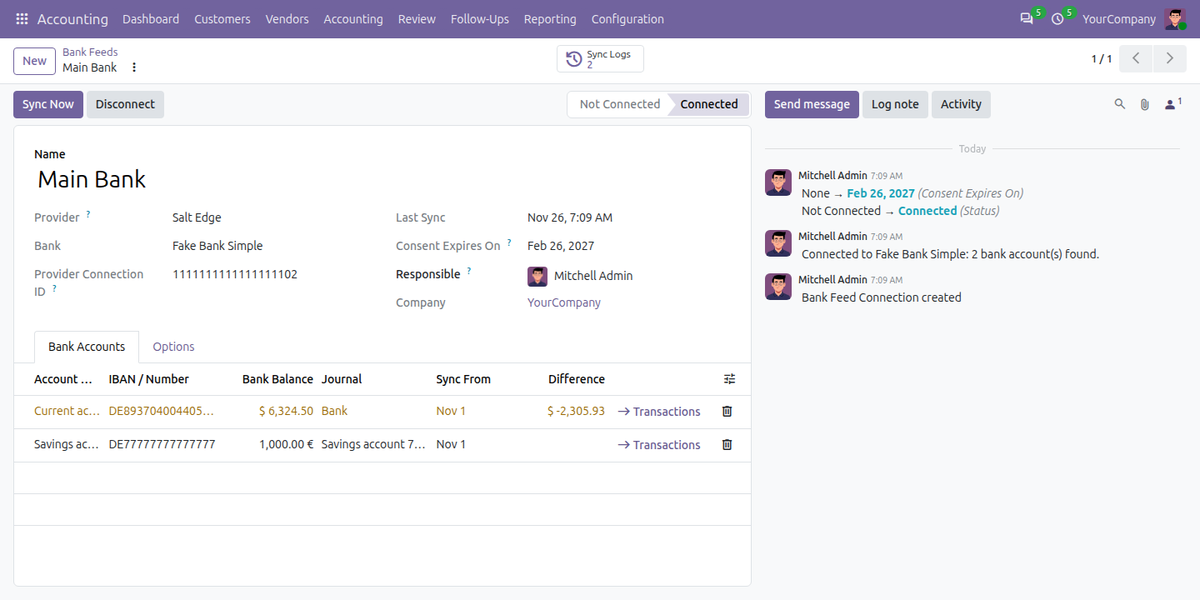 Accounting Dashboard Customers Vendors Accounting Review Follow-Ups Reporting Configuration 5 5 YourCompany
New
Bank Feeds
Main Bank
Sync Logs
2
1 / 1
Sync Now Disconnect
Not Connected Connected
Send message Log note Activity 1
Name
Main Bank
Provider ? Salt Edge
Bank Fake Bank Simple
Provider Connection ID ? 1111111111111111102
Last Sync Nov 26, 7:09 AM
Consent Expires On ? Feb 26, 2027
Responsible ? Mitchell Admin
Company YourCompany
Bank Accounts Options
Account ... IBAN / Number Bank Balance Journal Sync From Difference
Current ac... DE893704004405... $ 6,324.50 Bank Nov 1 $ -2,305.93 → Transactions
Savings ac... DE77777777777777 1,000.00 € Savings account 7... Nov 1 → Transactions
Today
Mitchell Admin 7:09 AM
None → Feb 26, 2027 (Consent Expires On)
Not Connected → Connected (Status)
Mitchell Admin 7:09 AM
Connected to Fake Bank Simple: 2 bank account(s) found.
Mitchell Admin 7:09 AM
Bank Feed Connection created